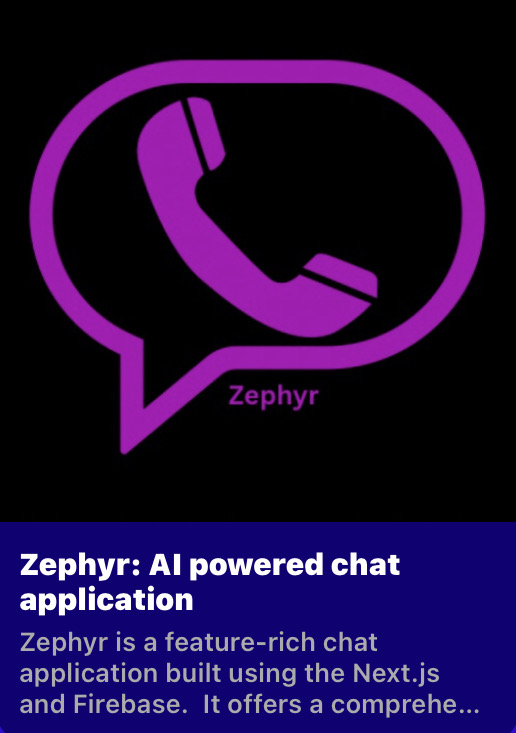 Zephyr
Zephyr: AI powered chat
application
Zephyr is a feature-rich chat
application built using the Next.js
and Firebase.  It offers a comprehe...